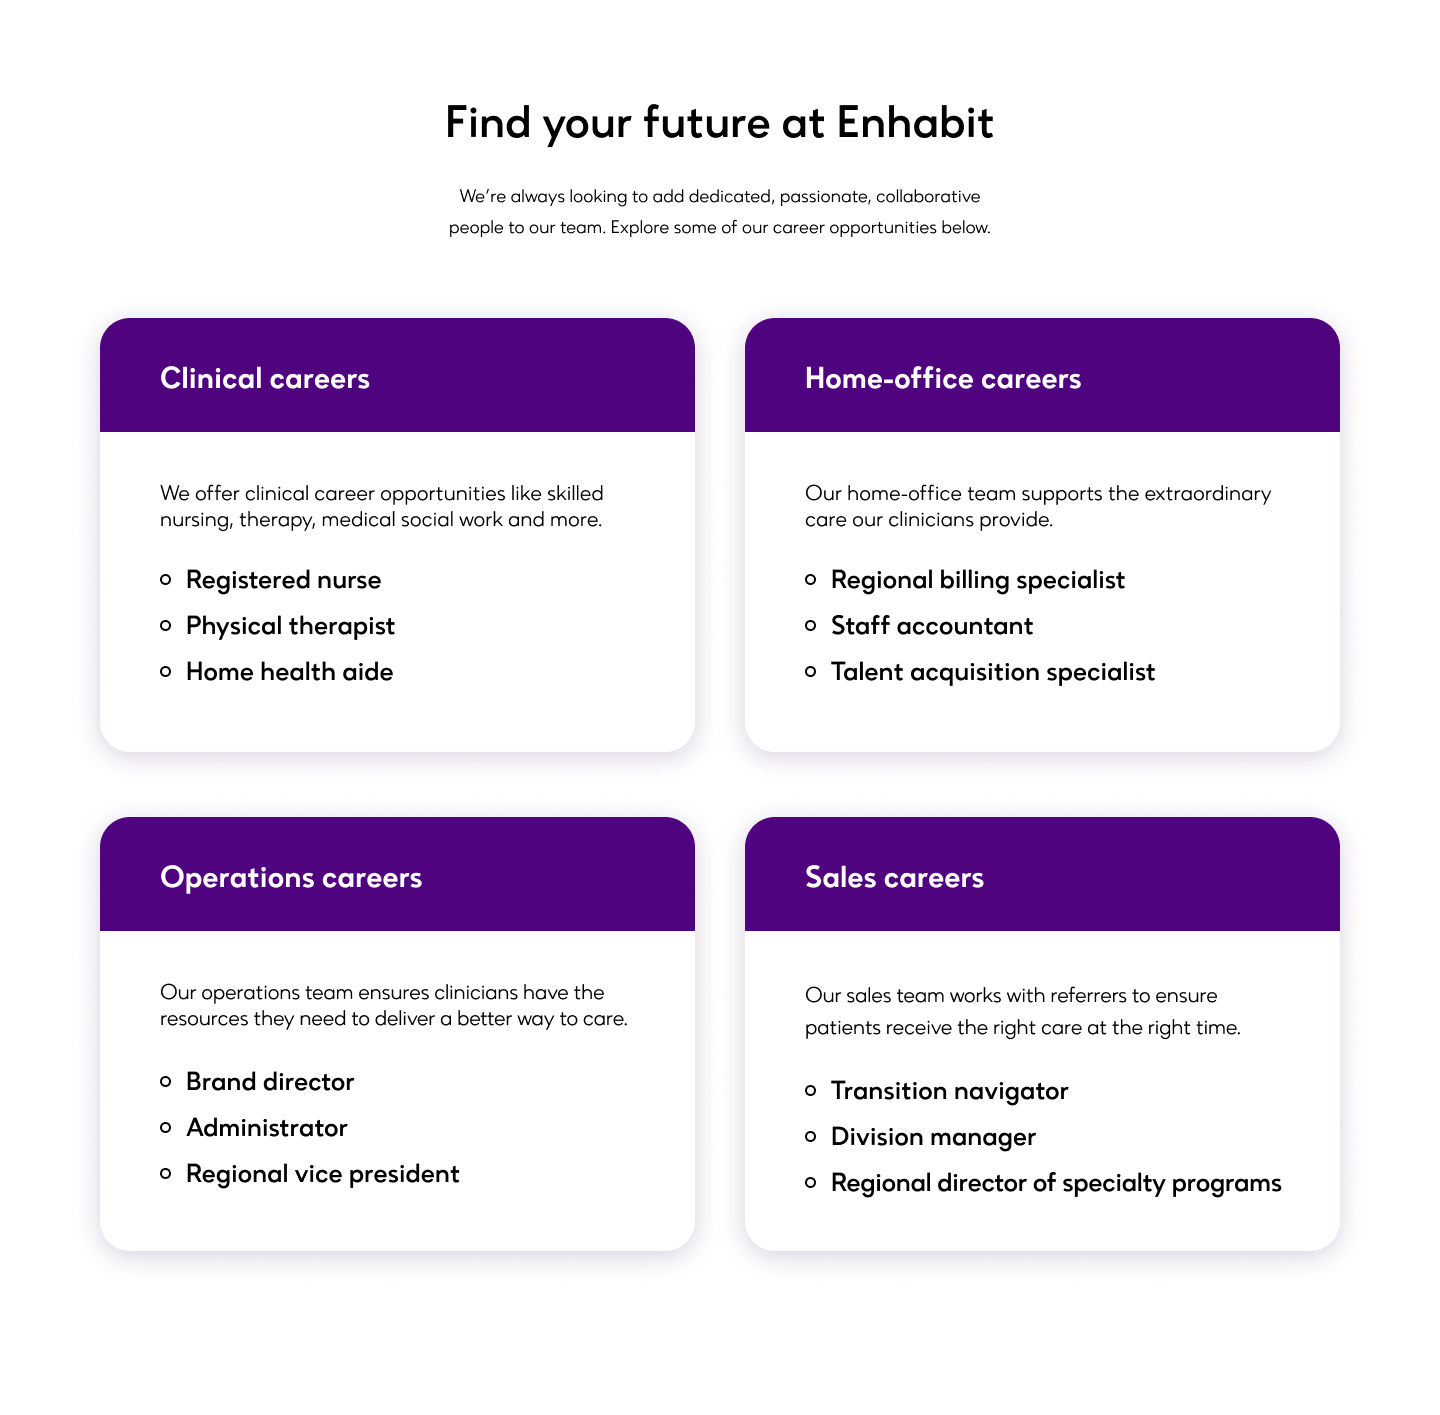 Find your future at Enhabit
We’re always looking to add dedicated, passionate, collaborative
people to our team. Explore some of our career opportunities below.
Clinical careers
We offer clinical career opportunities like skilled
nursing, therapy, medical social work and more.
Registered nurse
Physical therapist
Home health aide
Home-office careers
Our home-office team supports the extraordinary
care our clinicians provide.
Regional billing specialist
Staff accountant
Talent acquisition specialist
Operations careers
Our operations team ensures clinicians have the
resources they need to deliver a better way to care.
Brand director
Administrator
Regional vice president
Sales careers
Our sales team works with referrers to ensure
patients receive the right care at the right time.
Transition navigator
Division manager
Regional director of specialty programs